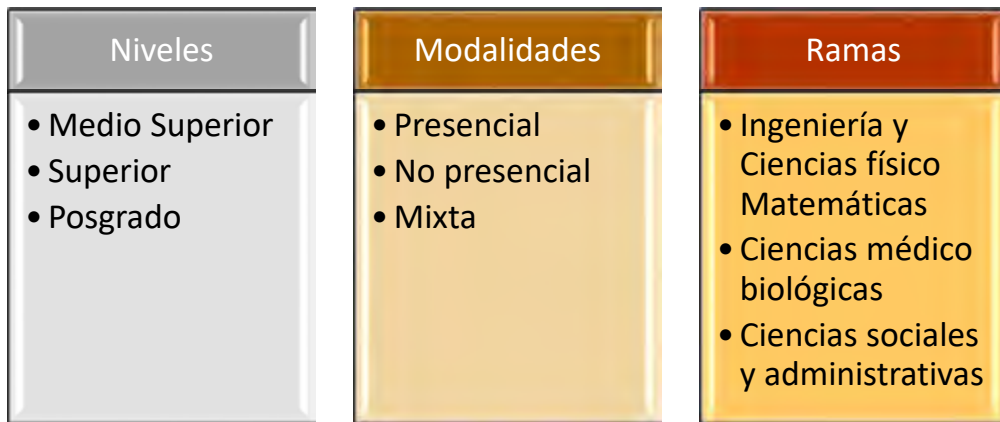 Niveles
• Medio Superior
• Superior
• Posgrado
Modalidades
• Presencial
• No presencial
• Mixta
Ramas
• Ingeniería y
Ciencias físico
Matemáticas
• Ciencias médico
biológicas
• Ciencias sociales
y administrativas